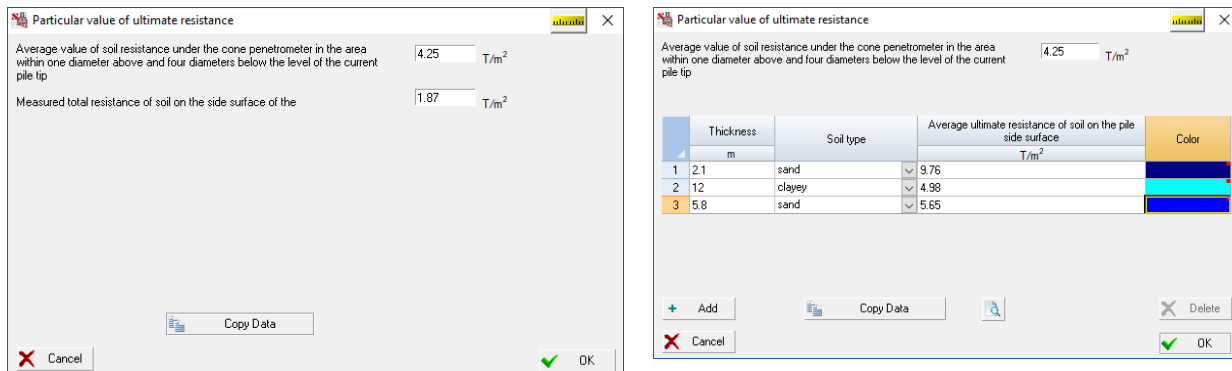 Particular value of ultimate resistance
Average value of soil resistance under the cone penetrometer in the area
within one diameter above and four diameters below the level of the current
pile tip
4.25
T/m²
Measured total resistance of soil on the side surface of the
1.87
T/m²
Copy Data
Cancel
OK
Particular value of ultimate resistance
Average value of soil resistance under the cone penetrometer in the area
within one diameter above and four diameters below the level of the current
pile tip
4.25
T/m²
Thickness
Soil type
Average ultimate resistance of soil on the pile
side surface
Color
m
T/m²
1 2.1 sand 9.76
2 12 clayey 4.98
3 5.8 sand 5.65
Add
Copy Data
Delete
Cancel
OK